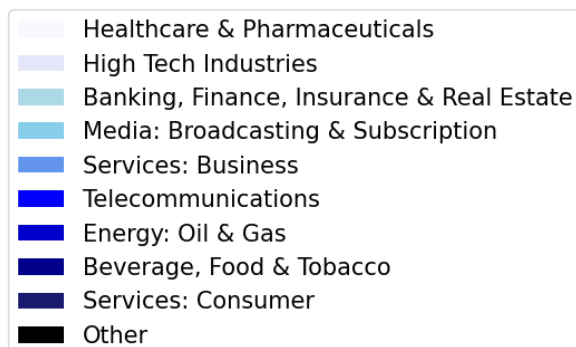 Healthcare & Pharmaceuticals
High Tech Industries
Banking, Finance, Insurance & Real Estate
Media: Broadcasting & Subscription
Services: Business
Telecommunications
Energy: Oil & Gas
Beverage, Food & Tobacco
Services: Consumer
Other